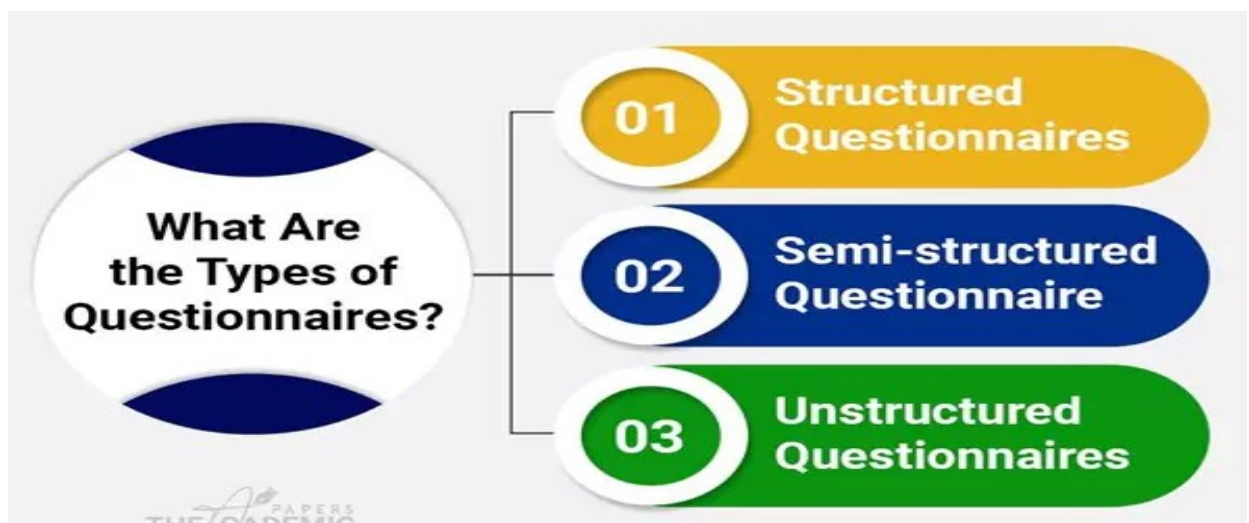 What Are
the Types of
Questionnaires?
01
Structured
Questionnaires
02
Semi-structured
Questionnaire
03
Unstructured
Questionnaires
PAPERS